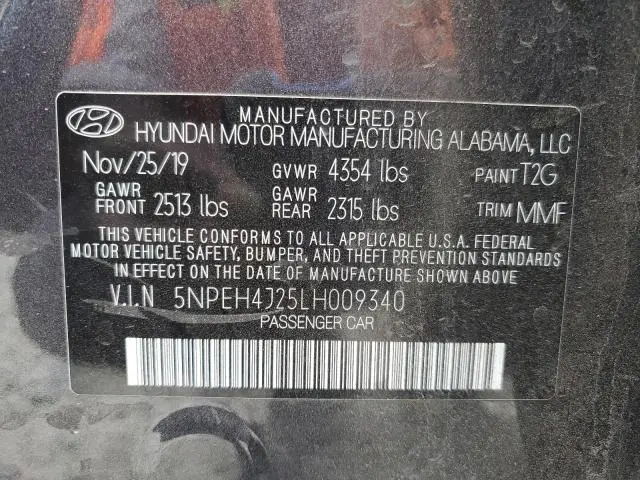 MANUFACTURED BY
HYUNDAI MOTOR MANUFACTURING ALABAMA, LLC
Nov/25/19 GVWR 4354 lbs PAINT T2G
GAWR FRONT 2513 lbs GAWR REAR 2315 lbs TRIM MMF
THIS VEHICLE CONFORMS TO ALL APPLICABLE U.S.A. FEDERAL
MOTOR VEHICLE SAFETY, BUMPER, AND THEFT PREVENTION STANDARDS
IN EFFECT ON THE DATE OF MANUFACTURE SHOWN ABOVE
V.I.N 5NPEH4J25LH009340
PASSENGER CAR